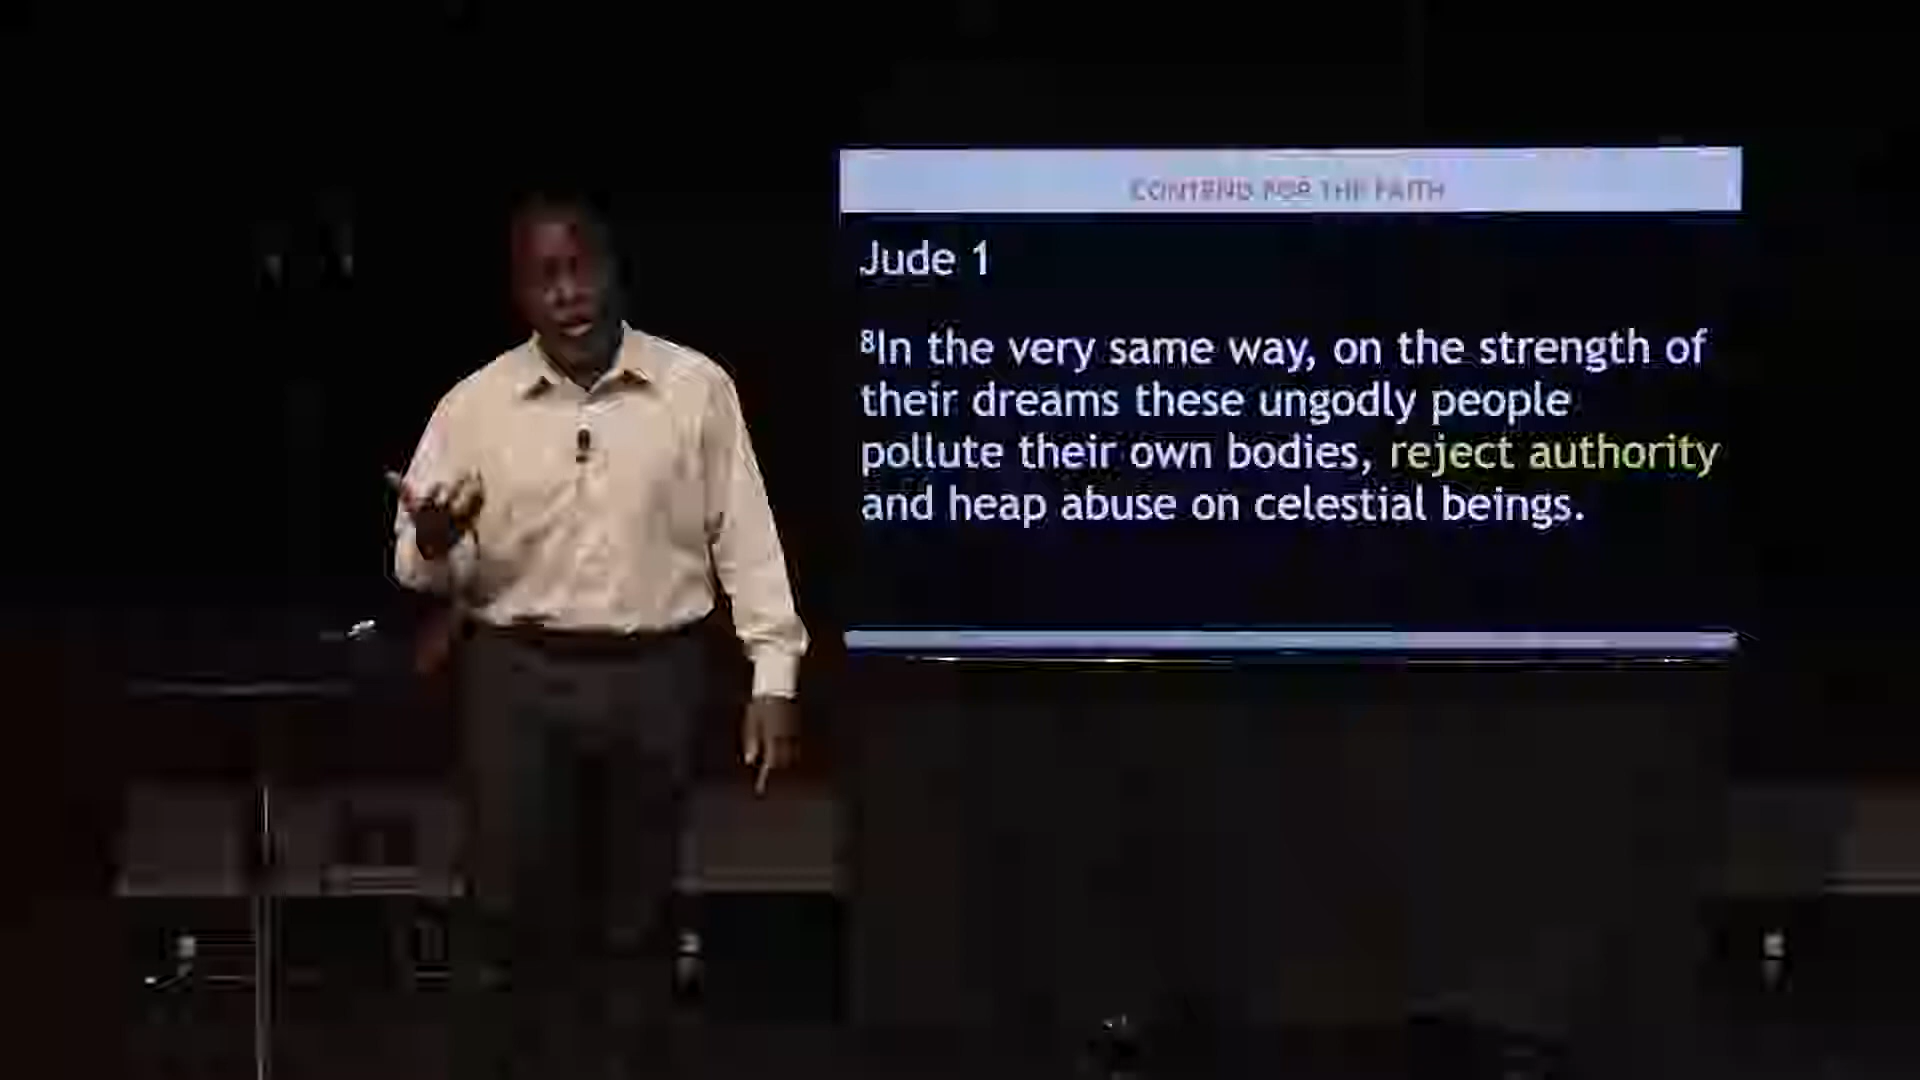 CONTEND FOR THE FAITH
Jude 1
⁸In the very same way, on the strength of
their dreams these ungodly people
pollute their own bodies, reject authority
and heap abuse on celestial beings.